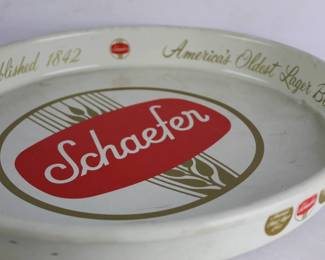 blished 1842
America's Oldest Lager B
Schaefer